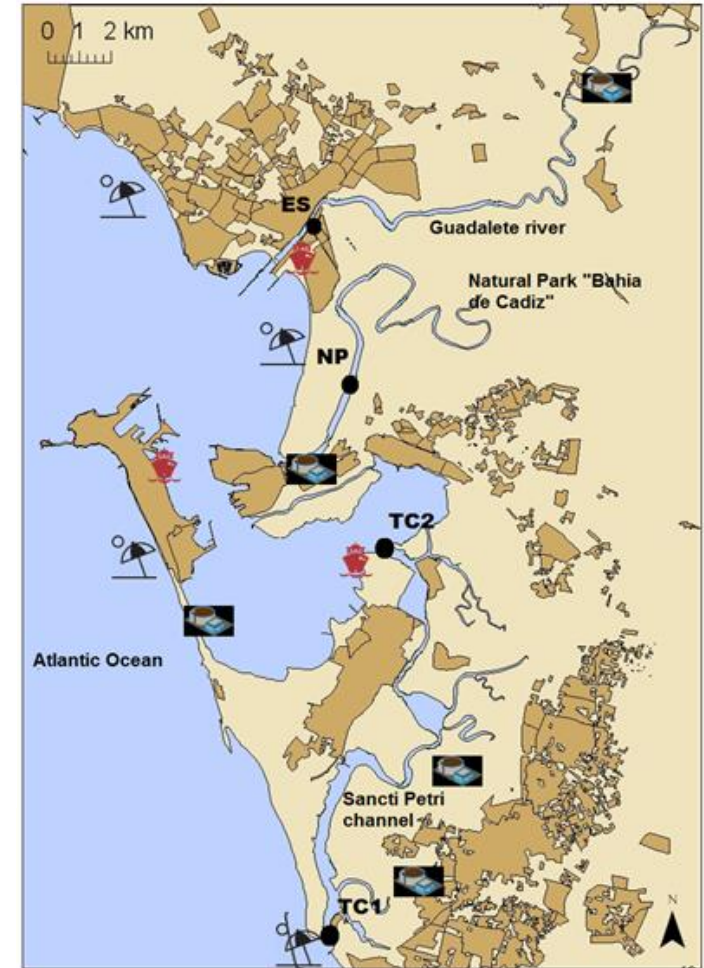 0 1 2 km
ES
Guadalete river
Natural Park "Bahia
de Cadiz"
NP
TC2
Atlantic Ocean
Sancti Petri
channel
TC1
N